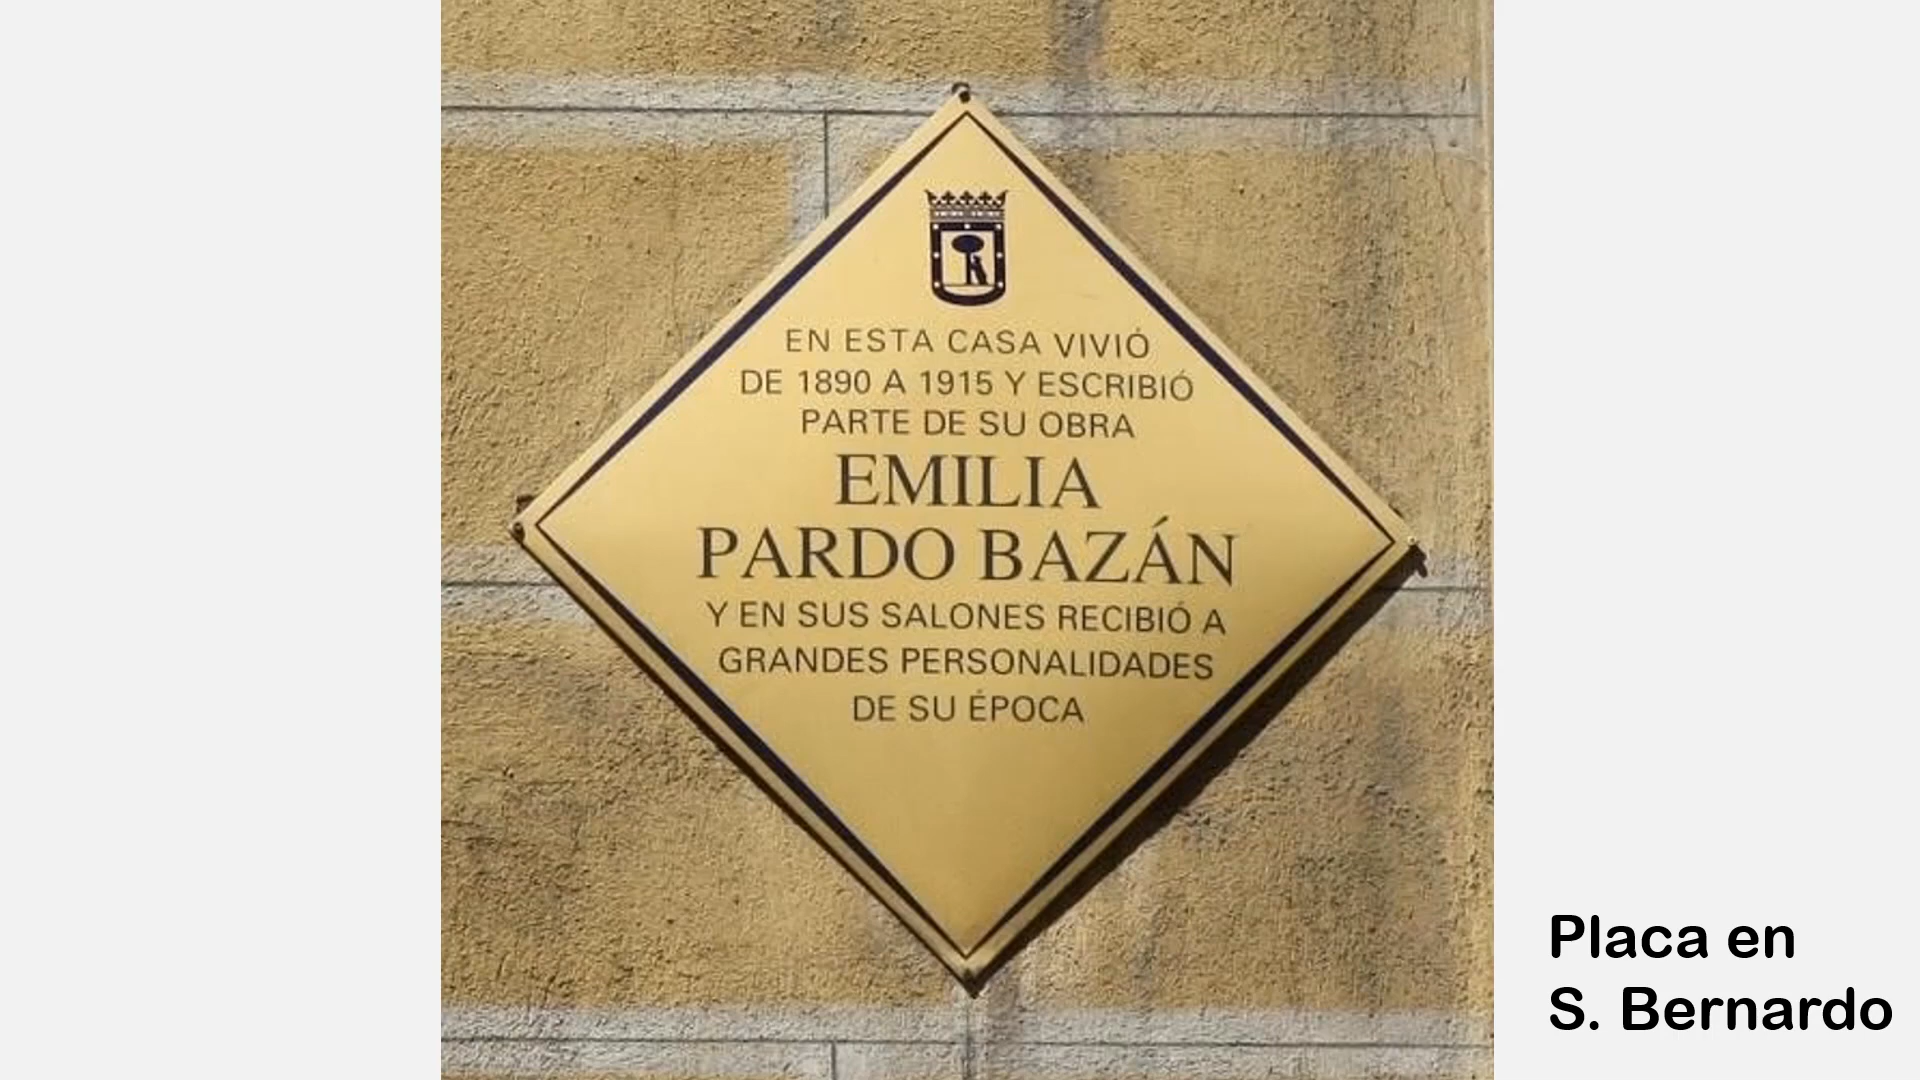 EN ESTA CASA VIVIÓ
DE 1890 A 1915 Y ESCRIBIÓ
PARTE DE SU OBRA
EMILIA
PARDO BAZÁN
Y EN SUS SALONES RECIBIÓ A
GRANDES PERSONALIDADES
DE SU ÉPOCA
Placa en
S. Bernardo